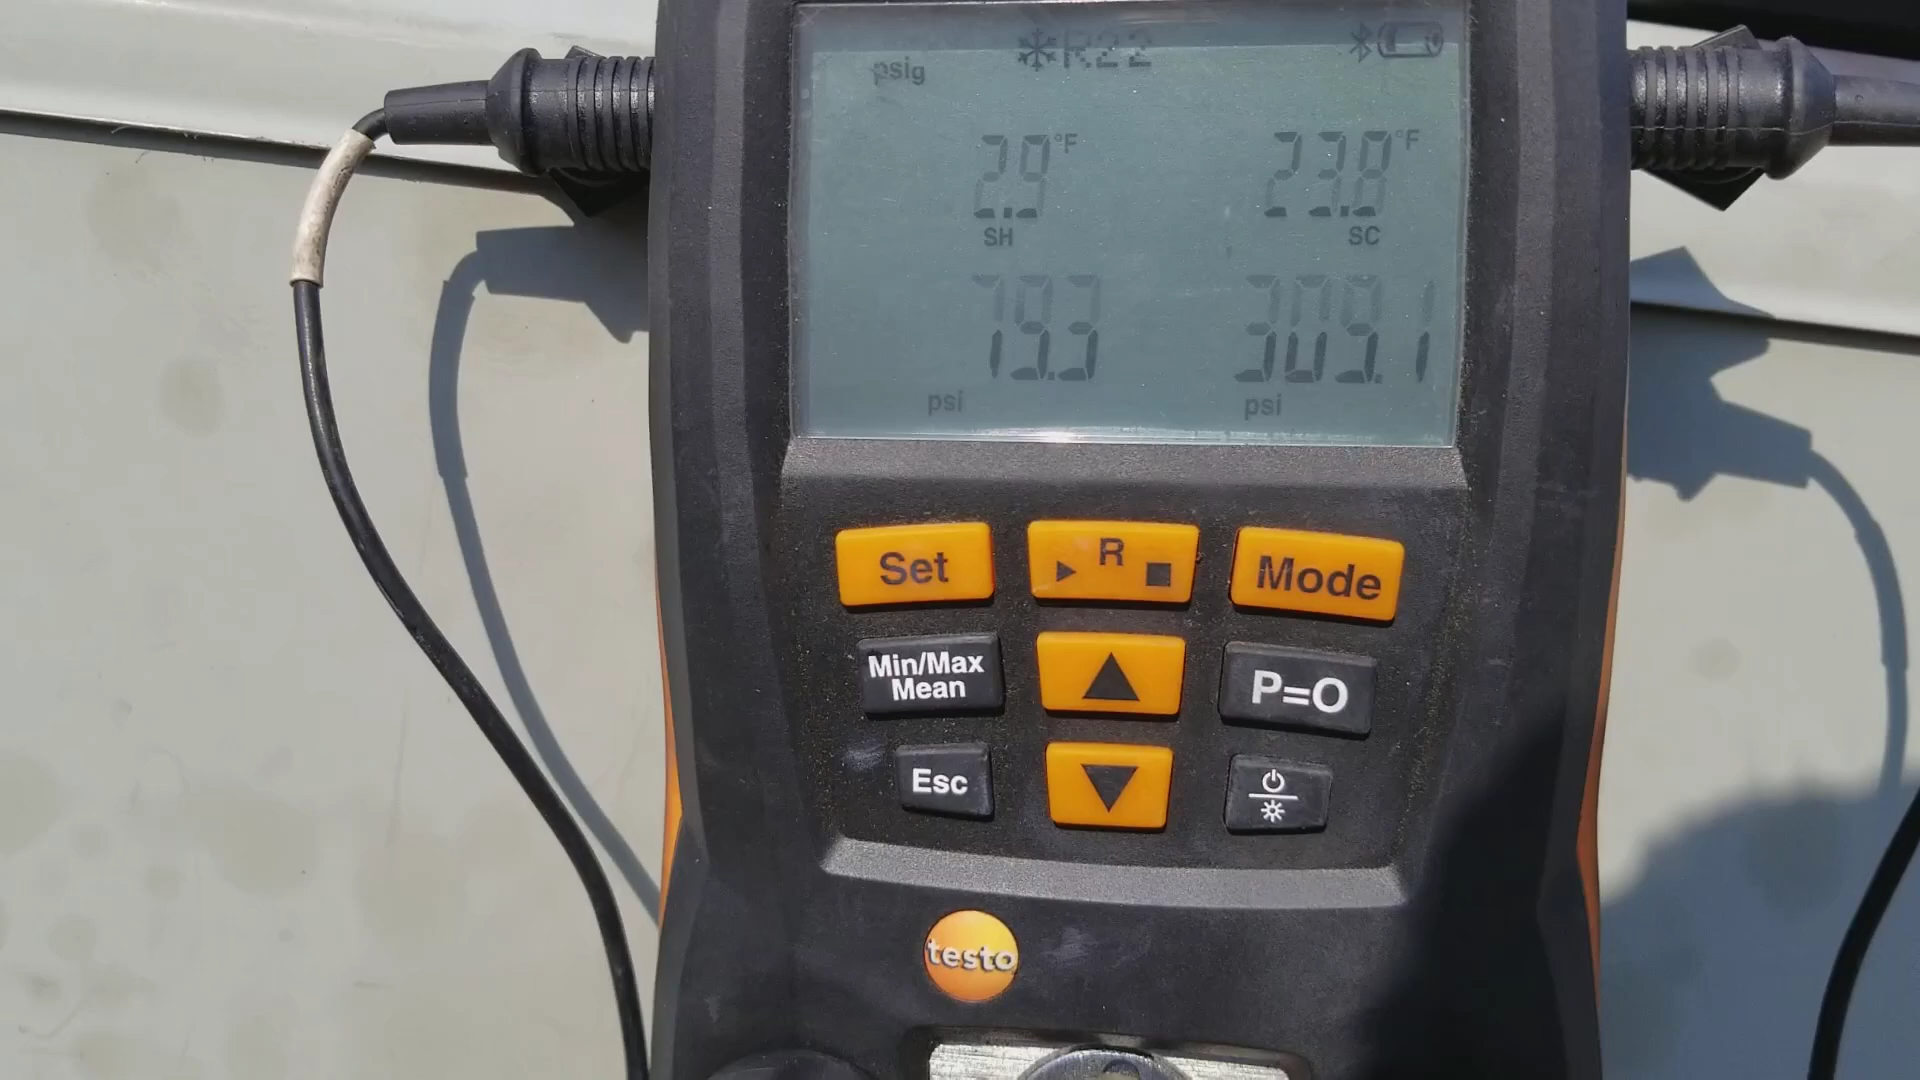 R22
psig
2.9°F 23.8°F
SH SC
79.3 309.1
psi psi
Set R Mode
Min/Max
Mean
P=O
Esc
testo